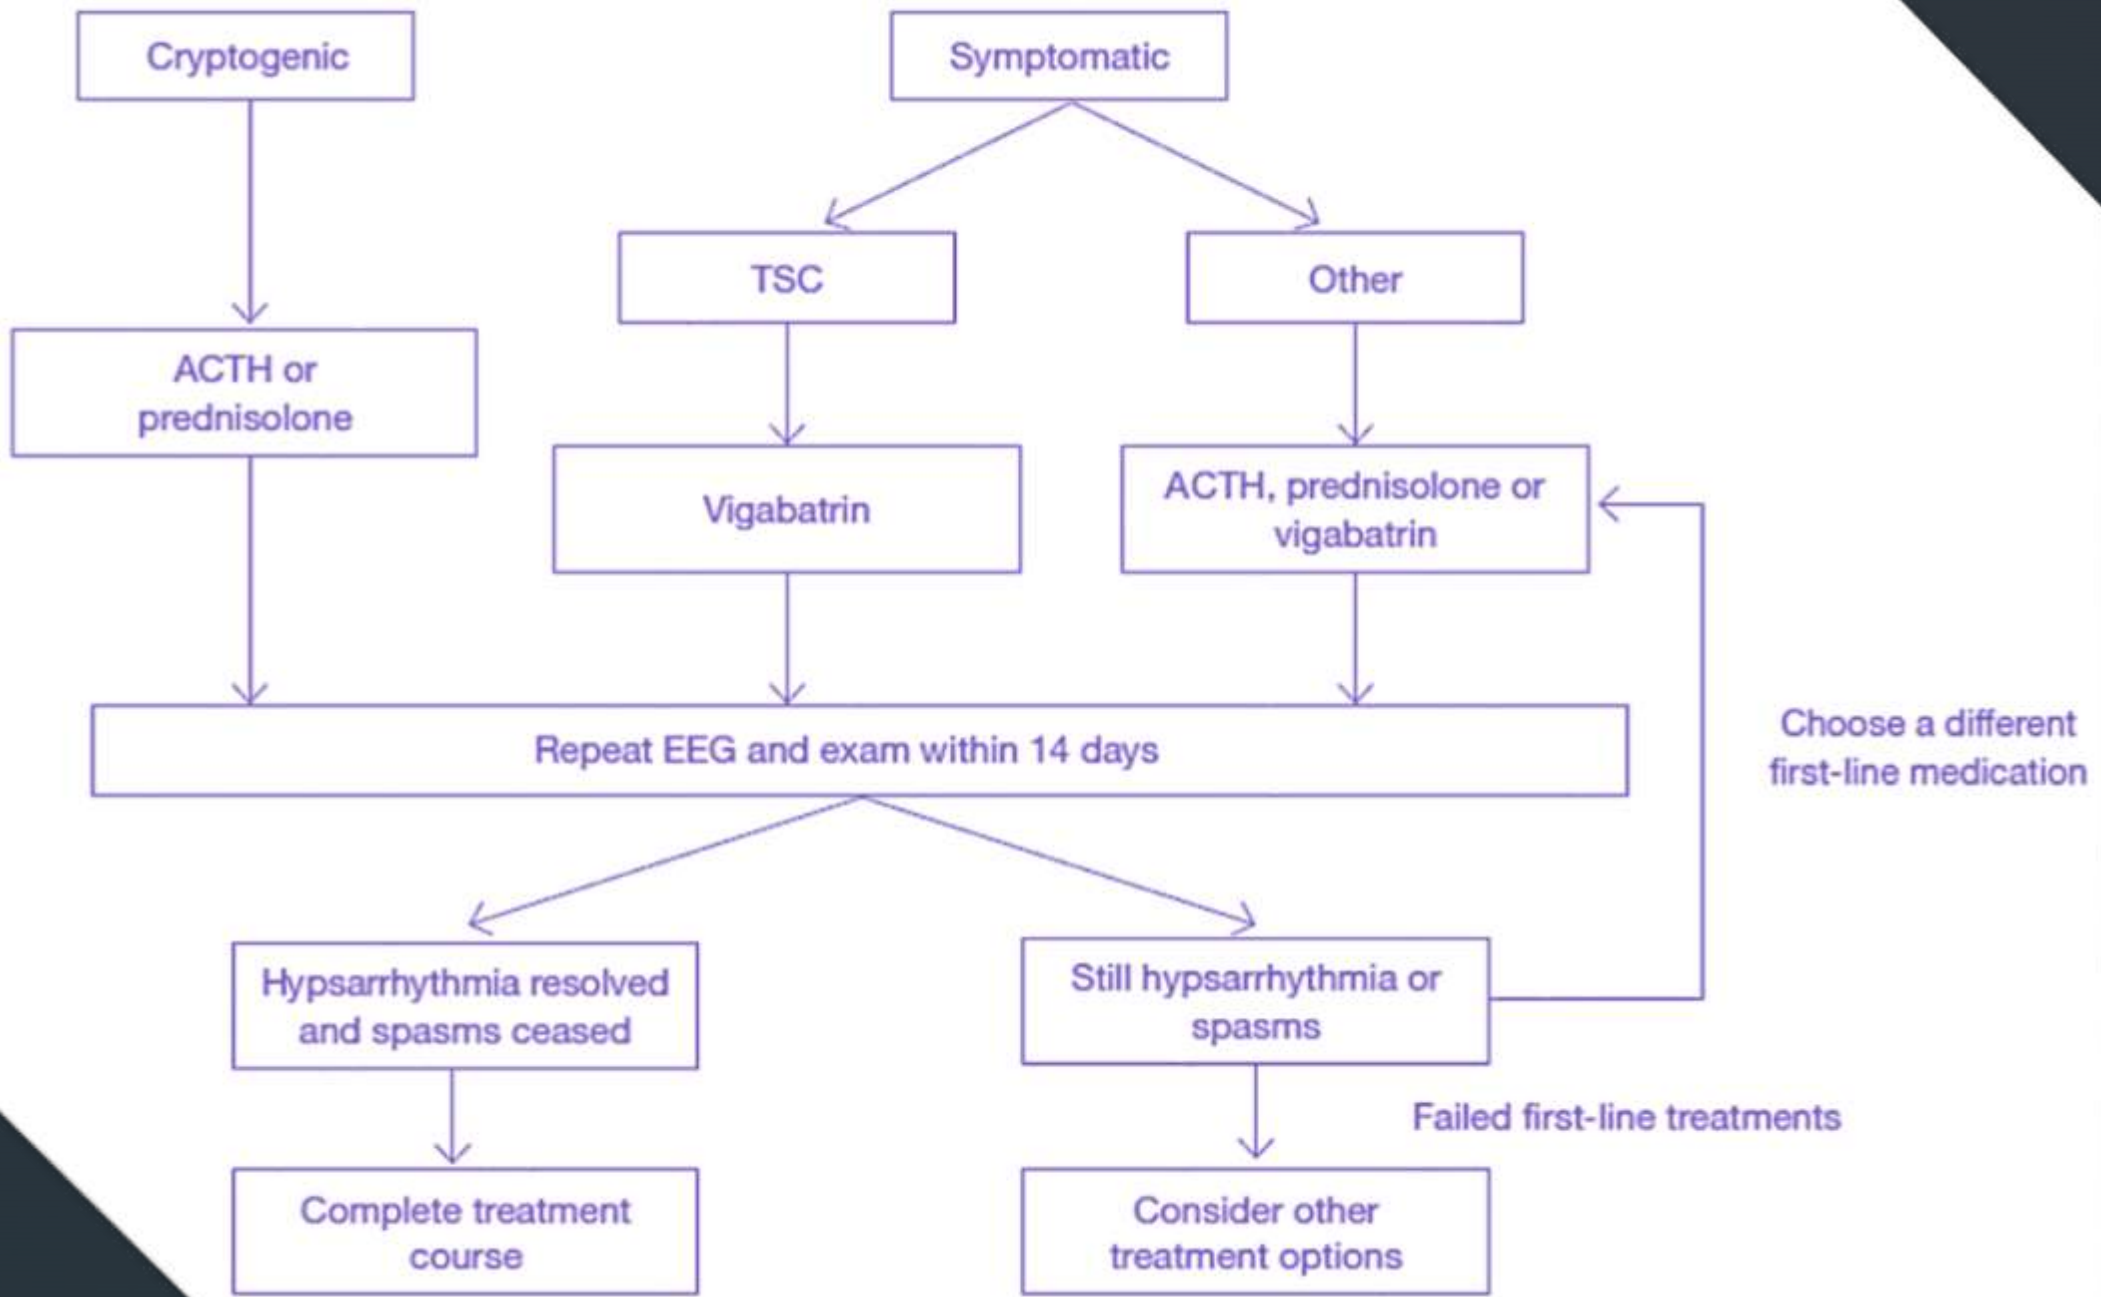 Cryptogenic
Symptomatic
TSC
Other
ACTH or
prednisolone
Vigabatrin
ACTH, prednisolone or
vigabatrin
Repeat EEG and exam within 14 days
Choose a different
first-line medication
Hypsarrhythmia resolved
and spasms ceased
Still hypsarrhythmia or
spasms
Failed first-line treatments
Complete treatment
course
Consider other
treatment options